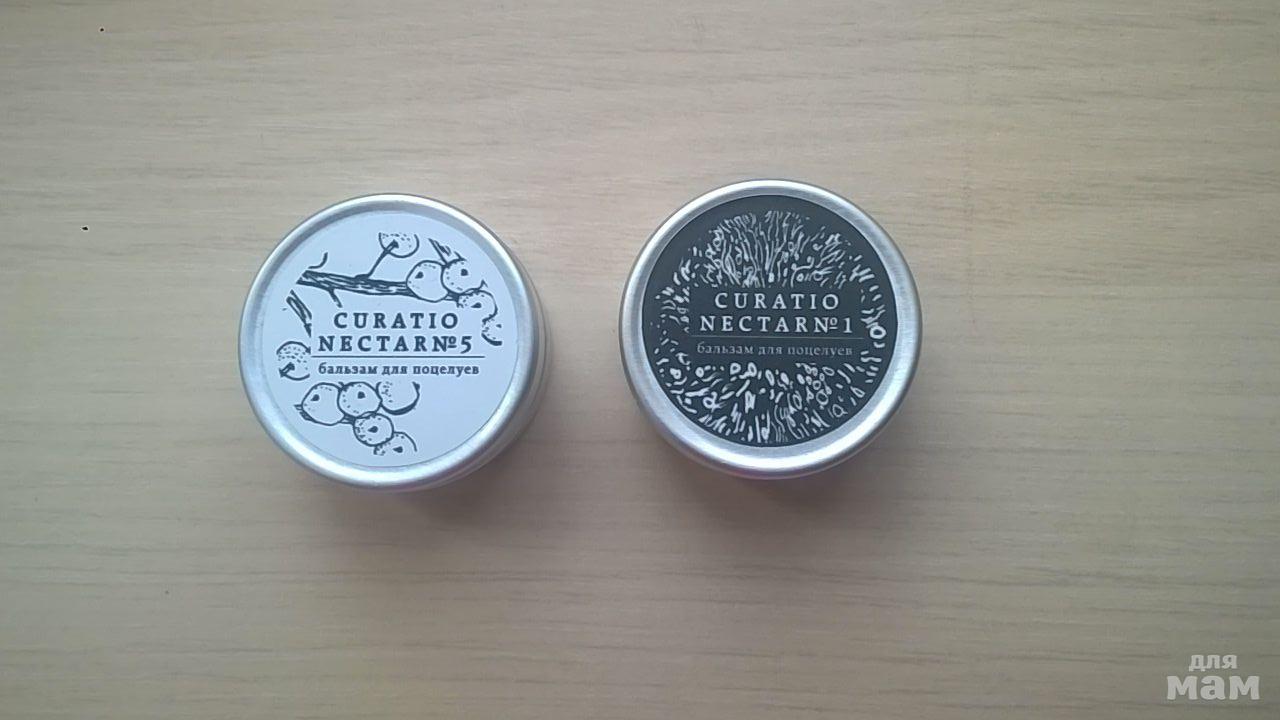 CURATIO
NECTAR№5
бальзам для поцелуев
CURATIO
NECTAR№1
бальзам для поцелуев
для
мам